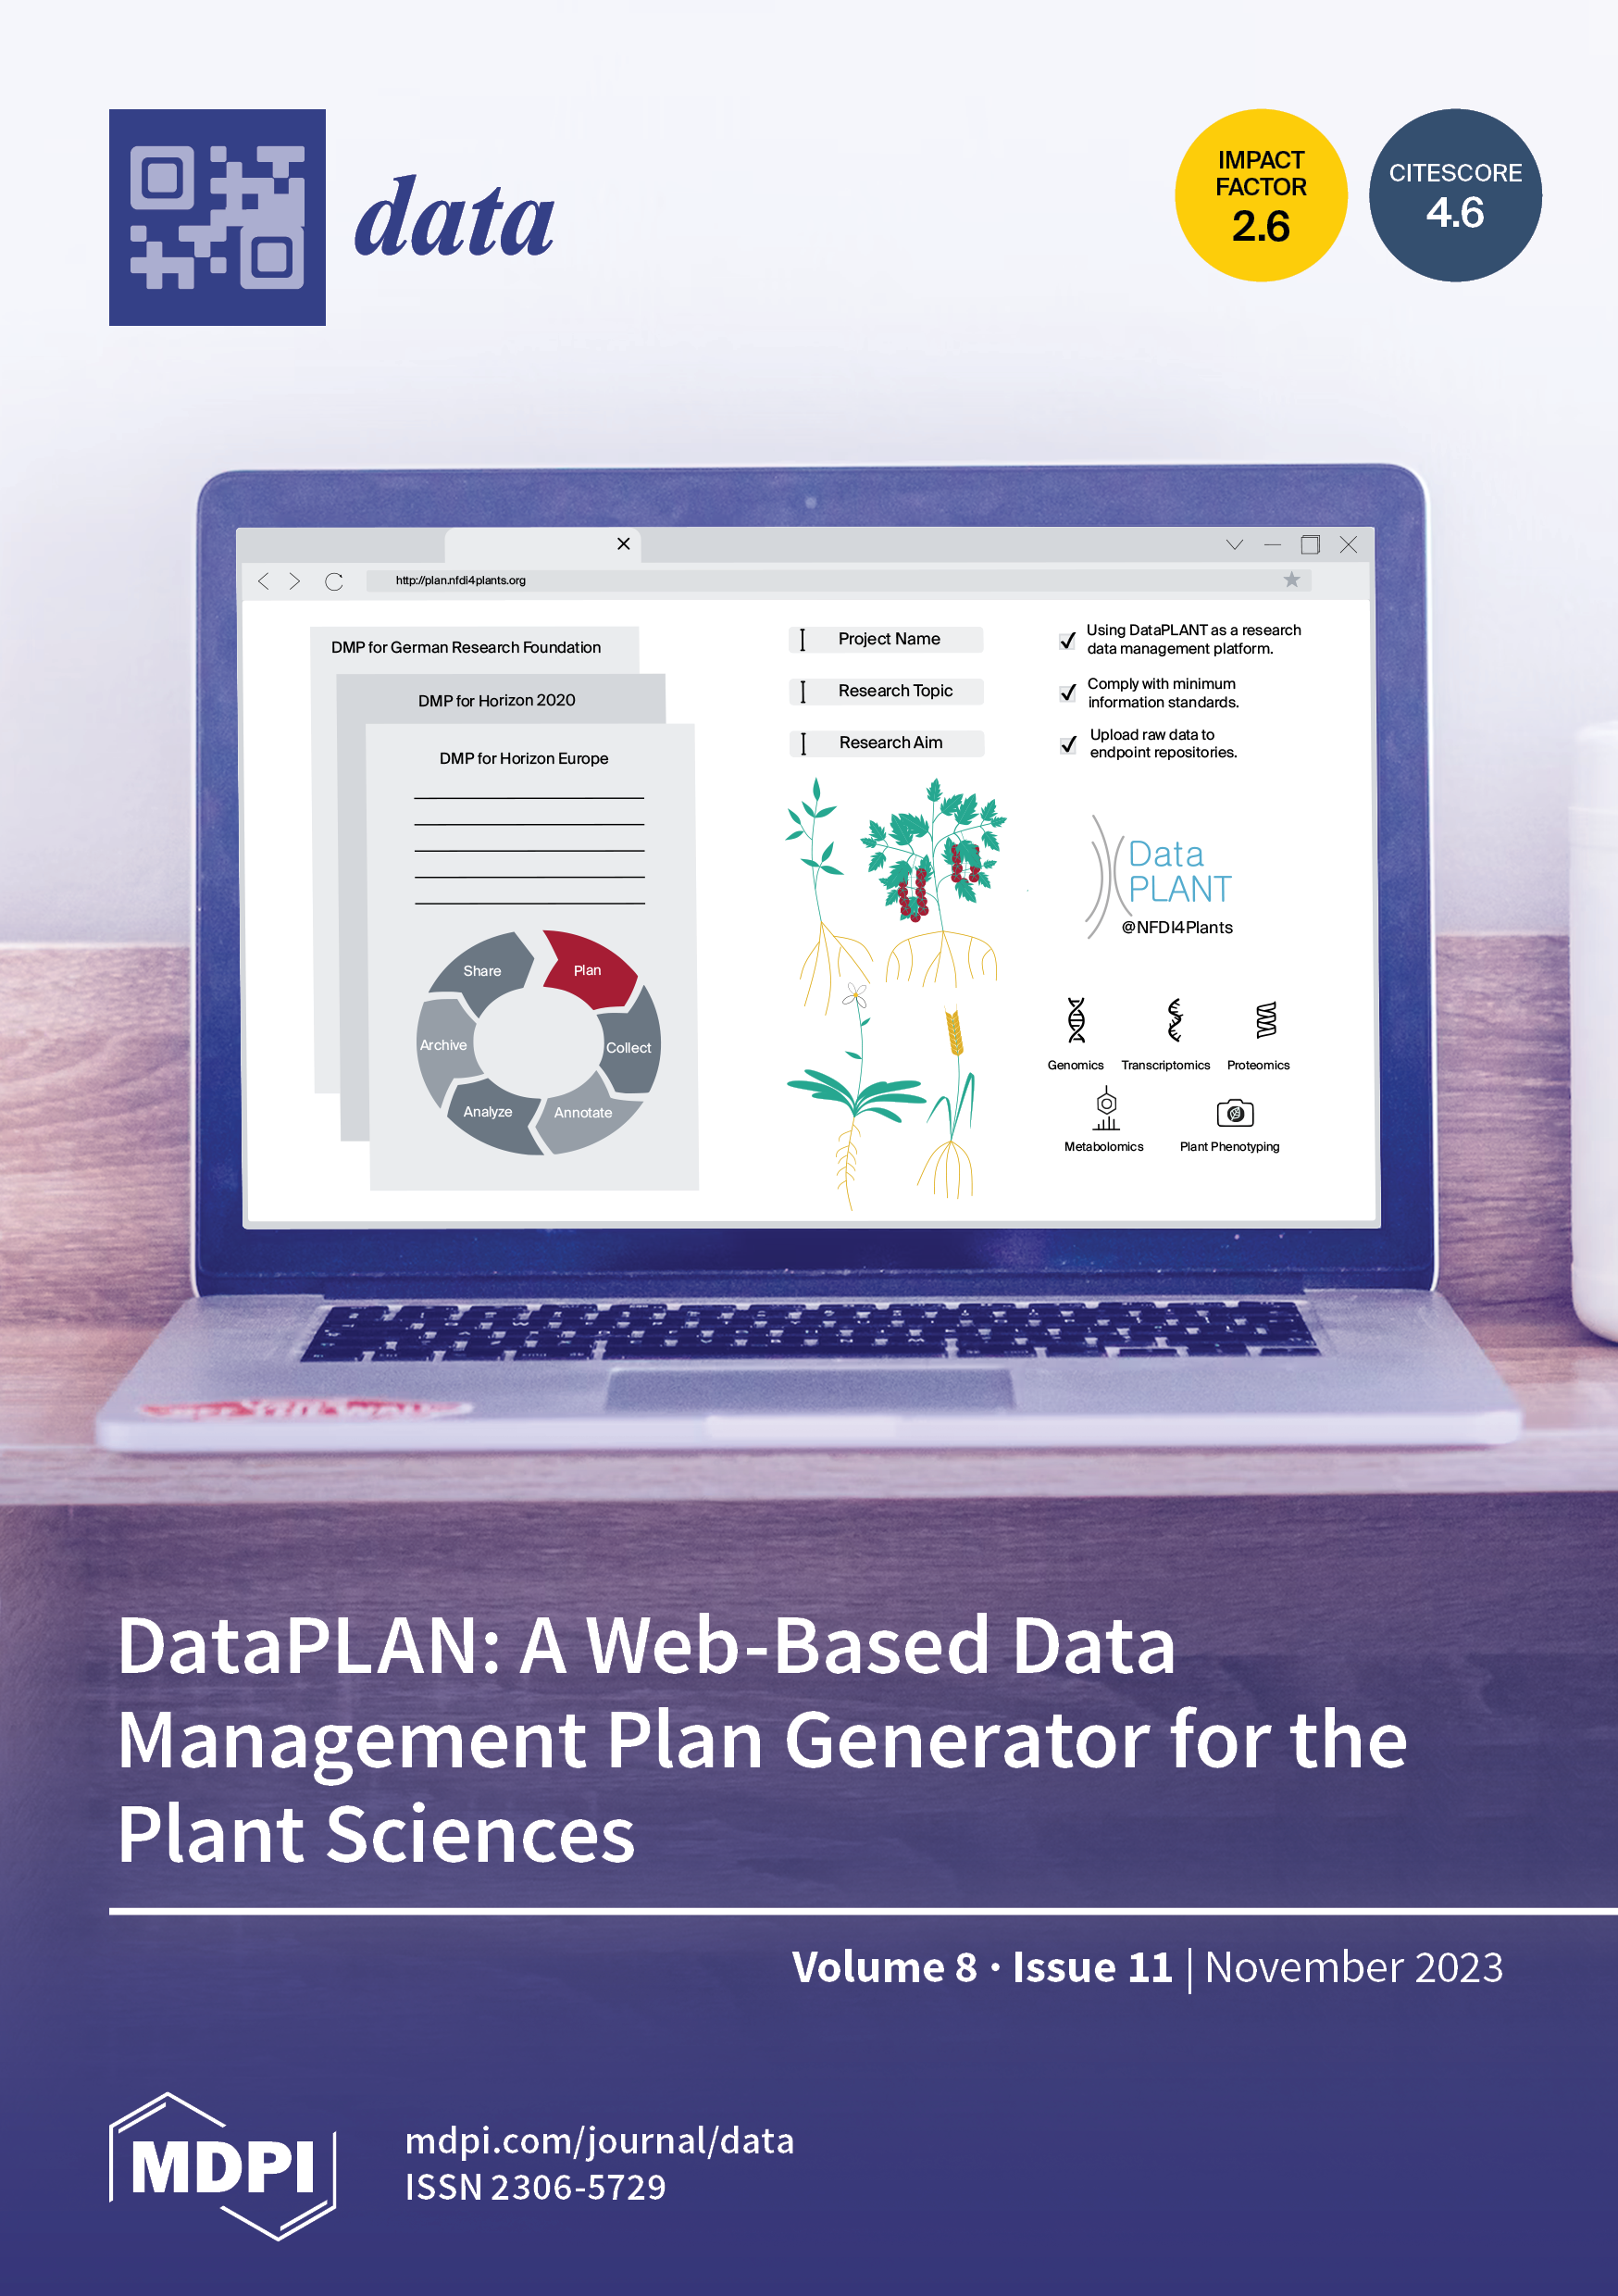 data
IMPACT
FACTOR
2.6
CITESCORE
4.6
http://plan.nfdi4plants.org
DMP for German Research Foundation
DMP for Horizon 2020
DMP for Horizon Europe
Share
Plan
Archive
Collect
Analyze
Annotate
Project Name
Research Topic
Research Aim
Using DataPLANT as a research
data management platform.
Comply with minimum
information standards.
Upload raw data to
endpoint repositories.
Data
PLANT
@NFDI4Plants
Genomics
Transcriptomics
Proteomics
Metabolomics
Plant Phenotyping
DataPLAN: A Web-Based Data
Management Plan Generator for the
Plant Sciences
Volume 8 • Issue 11 | November 2023
MDPI
mdpi.com/journal/data
ISSN 2306-5729